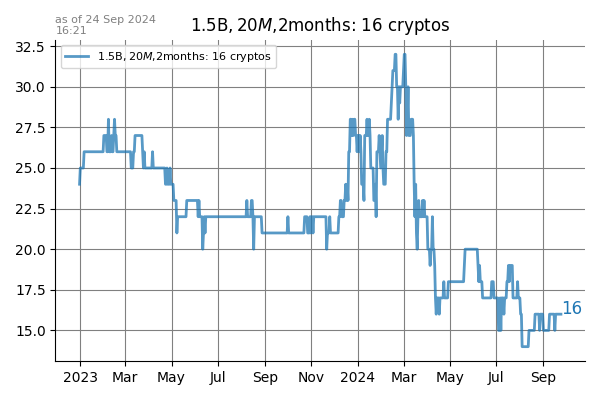 as of 24 Sep 2024
16:21
1.5B, 20M,2months: 16 cryptos
1.5B, 20M,2months: 16 cryptos
32.5
30.0
27.5
25.0
22.5
20.0
17.5
15.0
16
2023 Mar May Jul Sep Nov 2024 Mar May Jul Sep